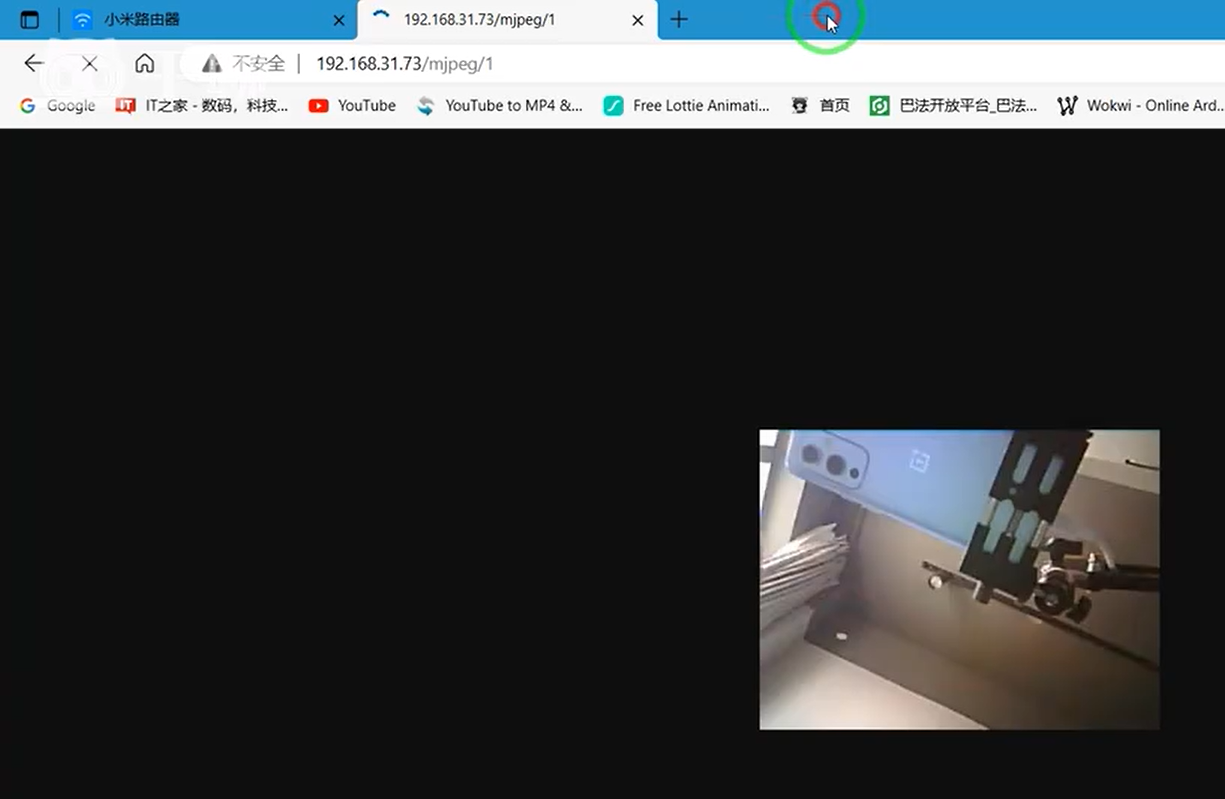 小米路由器 192.168.31.73/mjpeg/1
不安全 192.168.31.73/mjpeg/1
Google IT之家 - 数码，科技... YouTube YouTube to MP4 &... Free Lottie Animati... 首页 巴法开放平台_巴法... Wokwi - Online Ard...